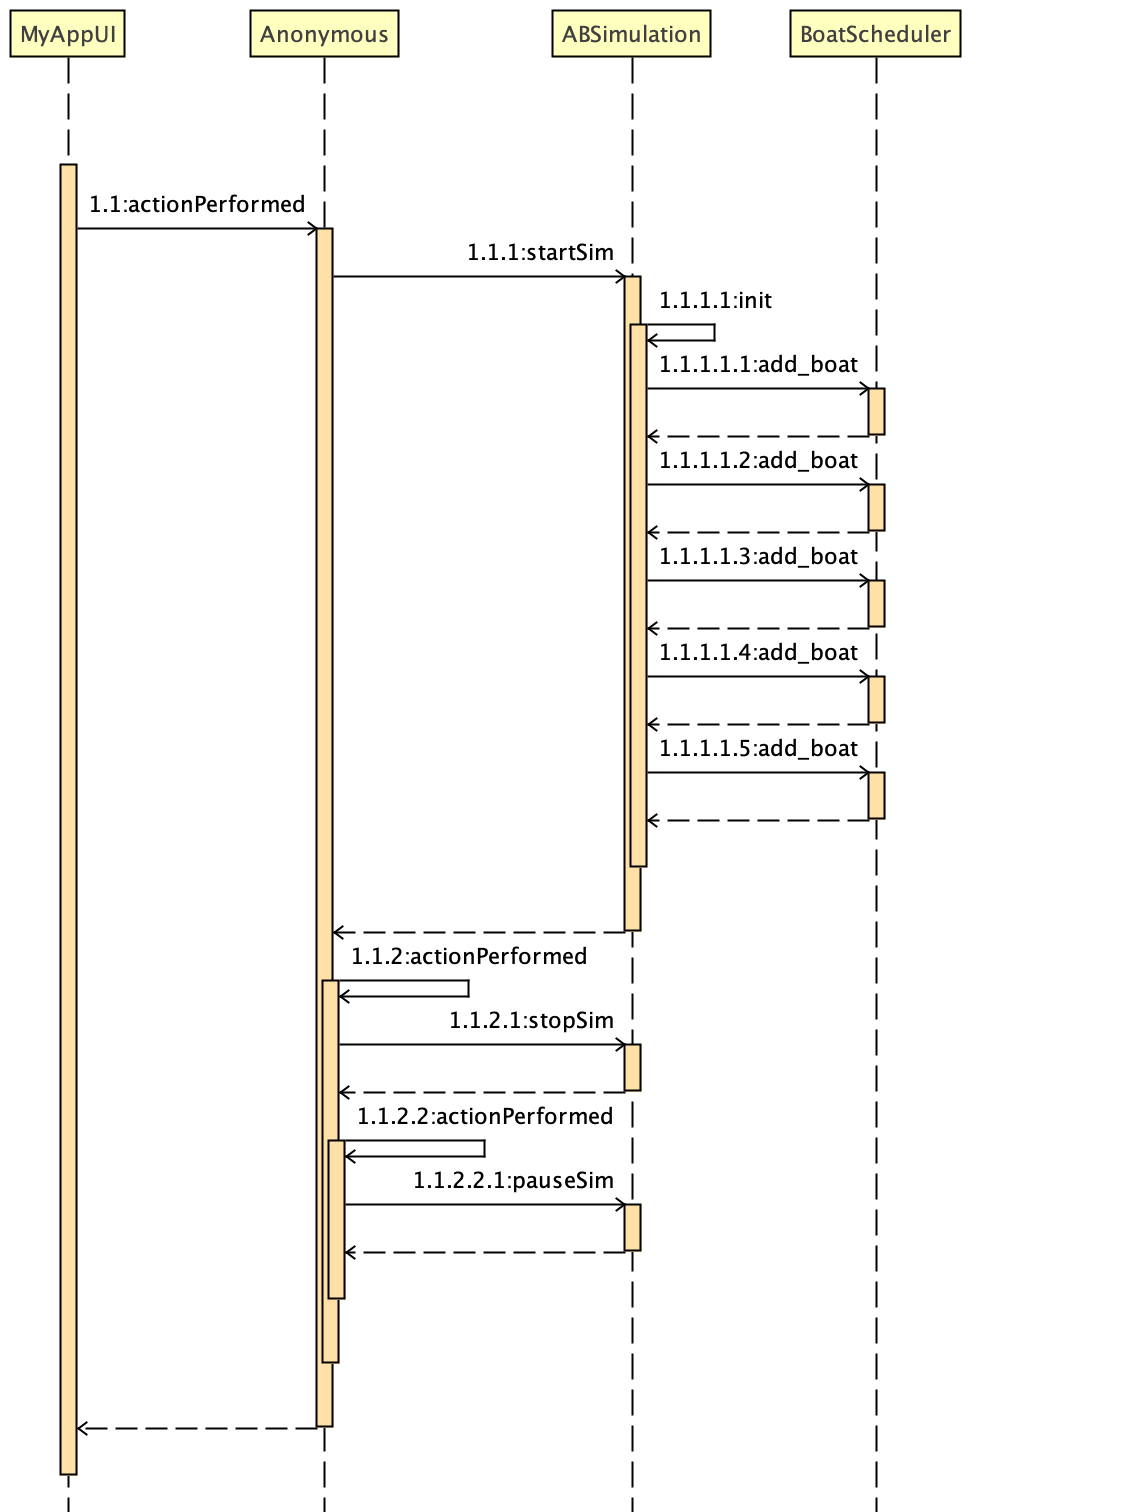 MyAppUI
Anonymous
ABSimulation
BoatScheduler
1.1:actionPerformed
1.1.1:startSim
1.1.1.1:init
1.1.1.1.1:add_boat
1.1.1.1.2:add_boat
1.1.1.1.3:add_boat
1.1.1.1.4:add_boat
1.1.1.1.5:add_boat
1.1.2:actionPerformed
1.1.2.1:stopSim
1.1.2.2:actionPerformed
1.1.2.2.1:pauseSim